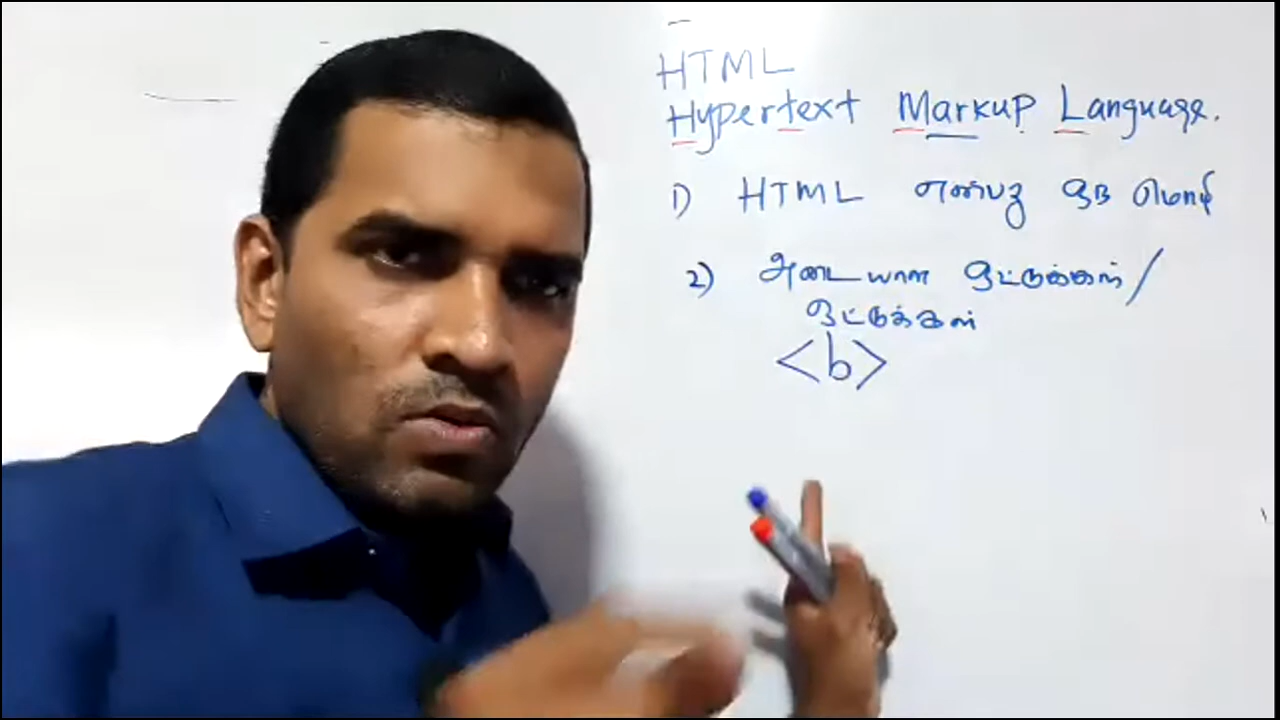 HTML
Hypertext Markup Language.
1) HTML என்பது ஒரு மொழி
2) அடையாள ஒட்டுக்கள் /
ஒட்டுக்கள்
<b>